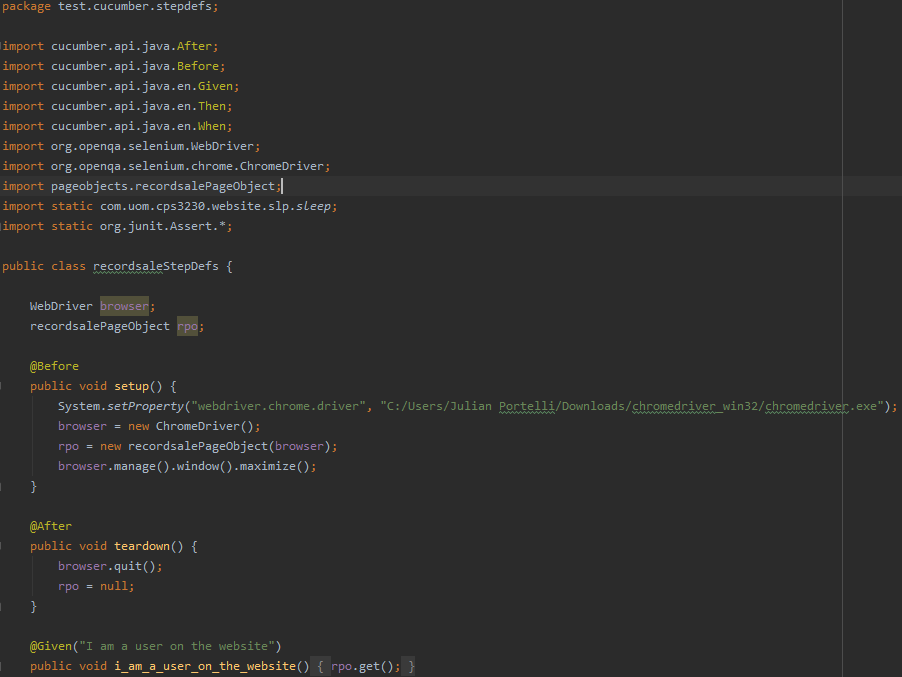 package test.cucumber.stepdefs;
import cucumber.api.java.After;
import cucumber.api.java.Before;
import cucumber.api.java.en.Given;
import cucumber.api.java.en.Then;
import cucumber.api.java.en.When;
import org.openqa.selenium.WebDriver;
import org.openqa.selenium.chrome.ChromeDriver;
import pageobjects.recordsalePageObject;
import static com.uom.cps3230.website.slp.sleep;
import static org.junit.Assert.*;
public class recordsaleStepDefs {
WebDriver browser;
recordsalePageObject rpo;
@Before
public void setup() {
System.setProperty("webdriver.chrome.driver", "C:/Users/Julian Portelli/Downloads/chromedriver_win32/chromedriver.exe");
browser = new ChromeDriver();
rpo = new recordsalePageObject(browser);
browser.manage().window().maximize();
}
@After
public void teardown() {
browser.quit();
rpo = null;
}
@Given("I am a user on the website")
public void i_am_a_user_on_the_website() { rpo.get(); }